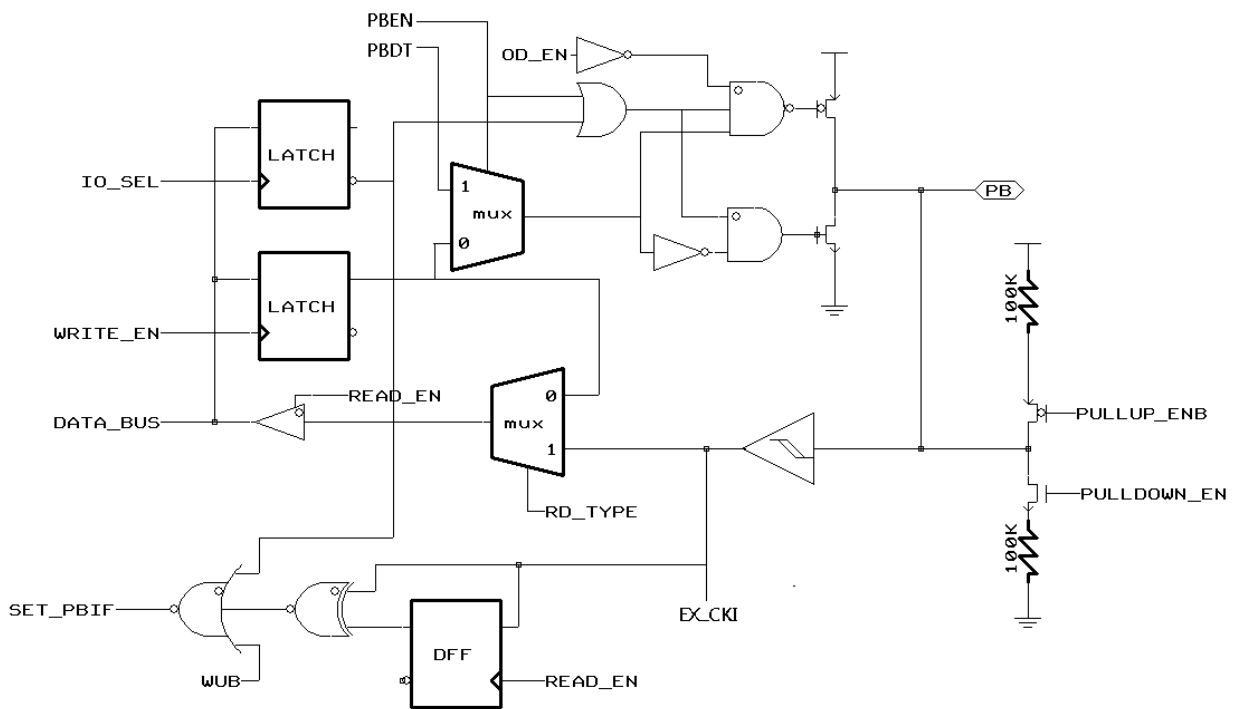 PBEN
PBDT
OD_EN
LATCH
1
IO_SEL
mux
PB
0
LATCH
100K
WRITE_EN
0
READ_EN
DATA_BUS
mux
PULLUP_ENB
1
PULLDOWN_EN
RD_TYPE
100K
SET_PBIF
EX_CKI
DFF
WUB
READ_EN